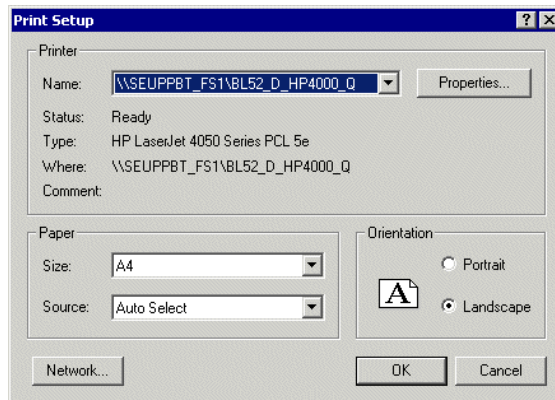 Print Setup
Printer
Name: \\SEUPPBT_FS1\BL52_D_HP4000_Q Properties...
Status: Ready
Type: HP LaserJet 4050 Series PCL 5e
Where: \\SEUPPBT_FS1\BL52_D_HP4000_Q
Comment:
Paper
Size: A4
Source: Auto Select
Orientation
A
Portrait
Landscape
Network... OK Cancel